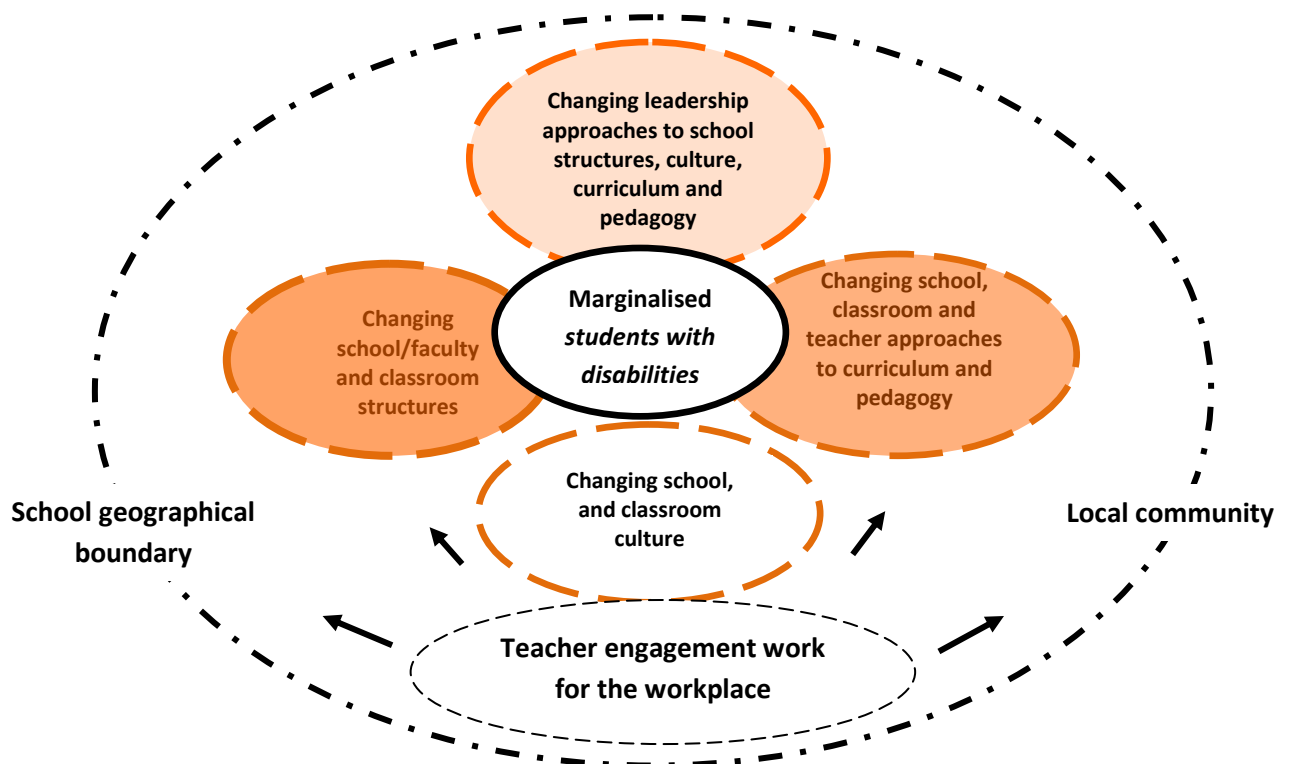 Changing leadership
approaches to school
structures, culture,
curriculum and
pedagogy
Marginalised
students with
disabilities
Changing
school/faculty
and classroom
structures
Changing school,
classroom and
teacher approaches
to curriculum and
pedagogy
Changing school,
and classroom
culture
School geographical
boundary
Local community
Teacher engagement work
for the workplace